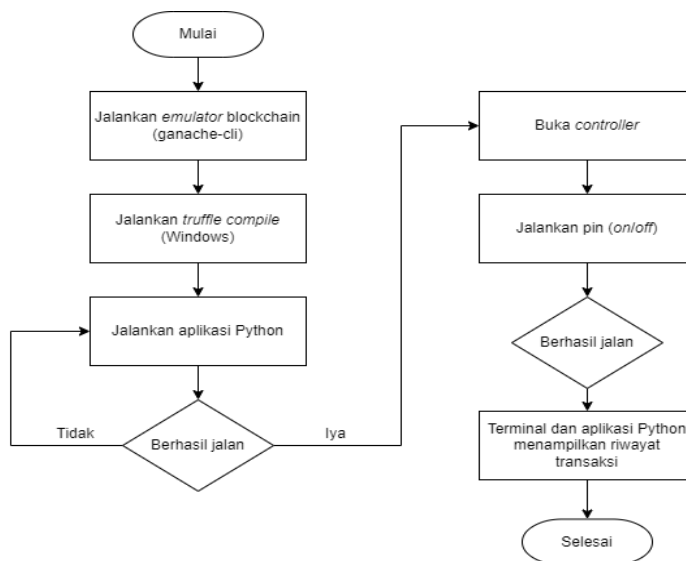 Mulai
Jalankan emulator blockchain
(ganache-cli)
Jalankan truffle compile
(Windows)
Jalankan aplikasi Python
Berhasil jalan
Tidak
Iya
Buka controller
Jalankan pin (on/off)
Berhasil jalan
Terminal dan aplikasi Python
menampilkan riwayat
transaksi
Selesai